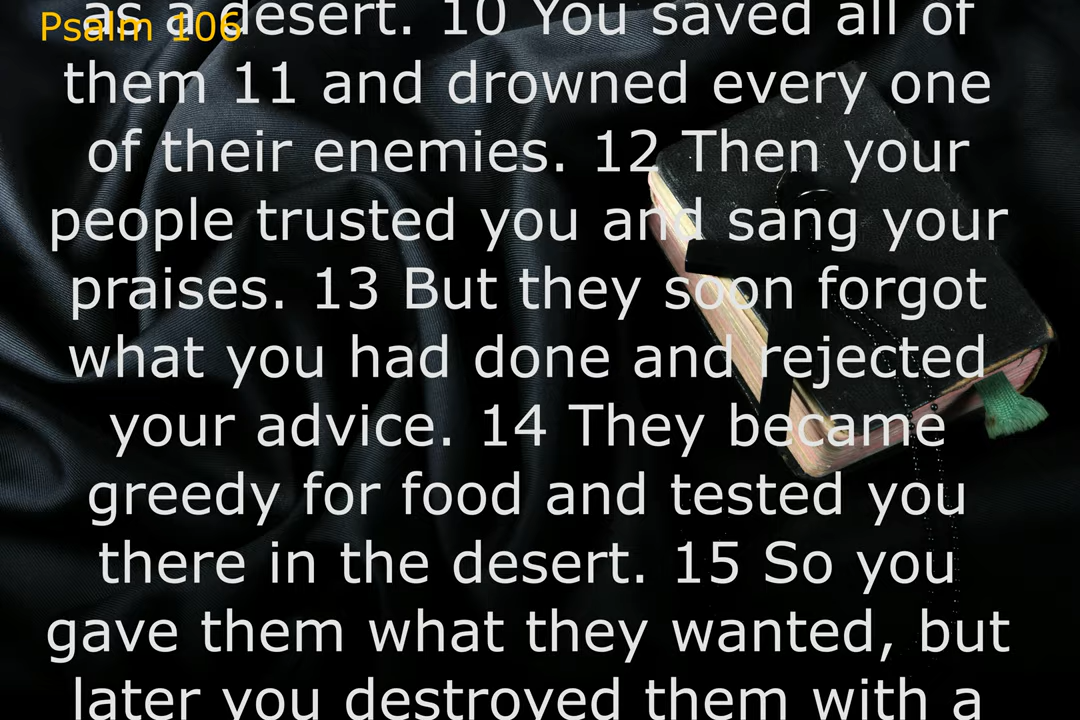 Psalm 106
as a desert. 10 You saved all of
them 11 and drowned every one
of their enemies. 12 Then your
people trusted you and sang your
praises. 13 But they soon forgot
what you had done and rejected
your advice. 14 They became
greedy for food and tested you
there in the desert. 15 So you
gave them what they wanted, but
later you destroyed them with a